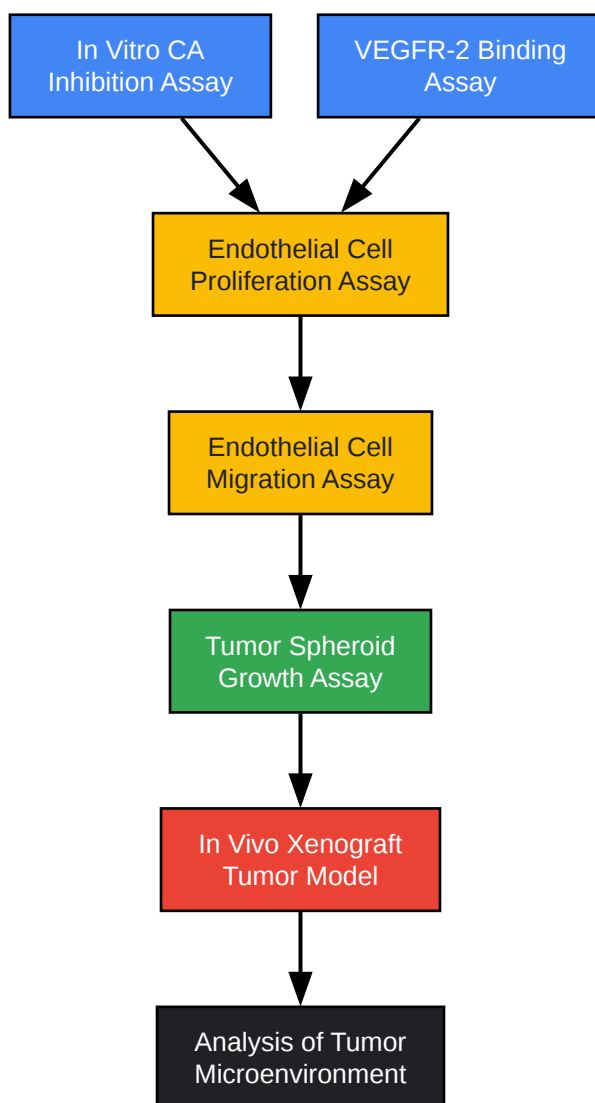 In Vitro CA
Inhibition Assay
VEGFR-2 Binding
Assay
Endothelial Cell
Proliferation Assay
Endothelial Cell
Migration Assay
Tumor Spheroid
Growth Assay
In Vivo Xenograft
Tumor Model
Analysis of Tumor
Microenvironment